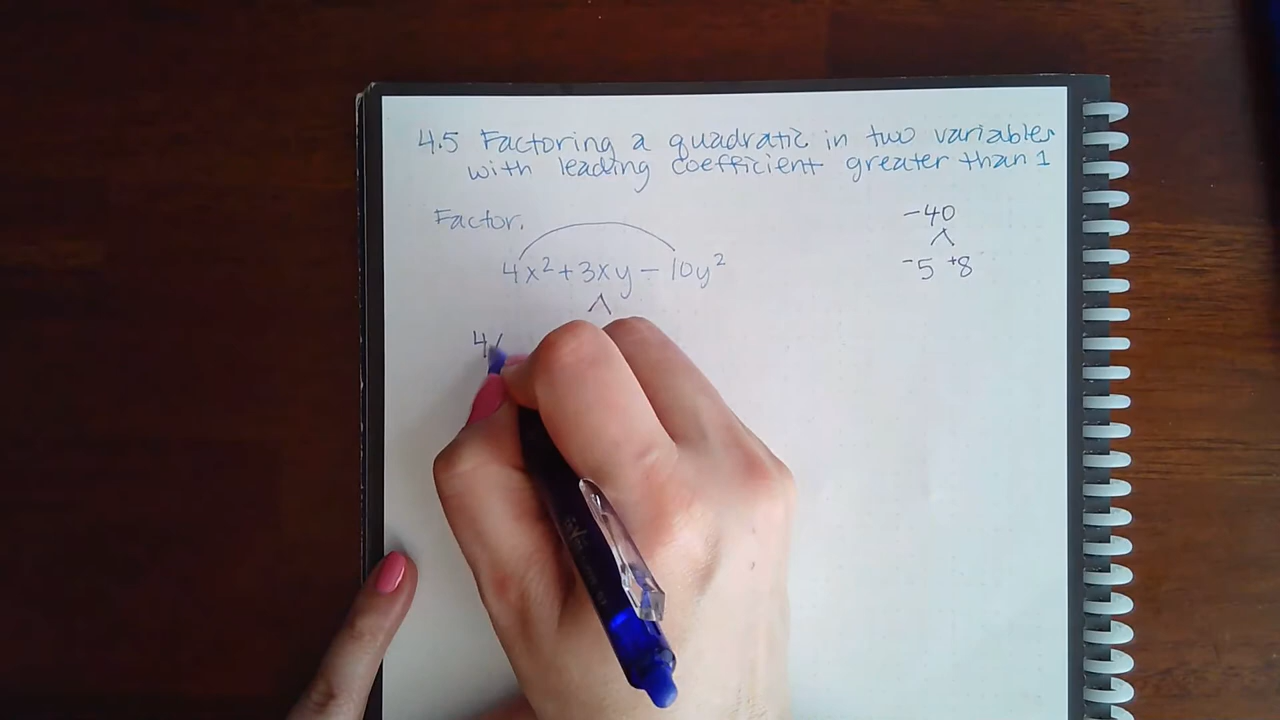 4.5 Factoring a quadratic in two variables
with leading coefficient greater than 1
Factor.
4x²+3xy-10y²
-40
-5 +8
4